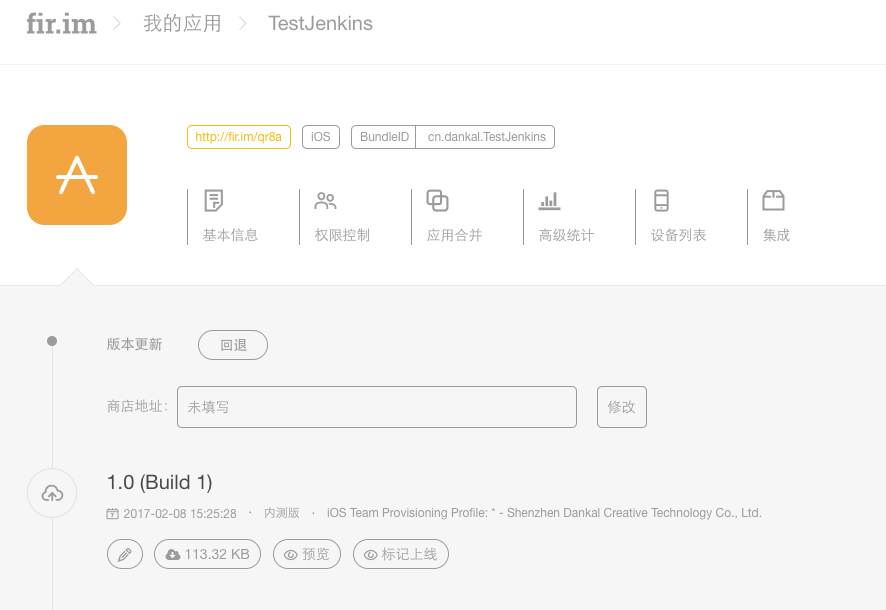 fir.im 我的应用 TestJenkins
http://fir.im/qr8a iOS BundleID cn.dankal.TestJenkins
基本信息 权限控制 应用合并 高级统计 设备列表 集成
版本更新 回退
商店地址: 未填写 修改
1.0 (Build 1)
2017-02-08 15:25:28 · 内测版 · iOS Team Provisioning Profile: * - Shenzhen Dankal Creative Technology Co., Ltd.
113.32 KB 预览 标记上线